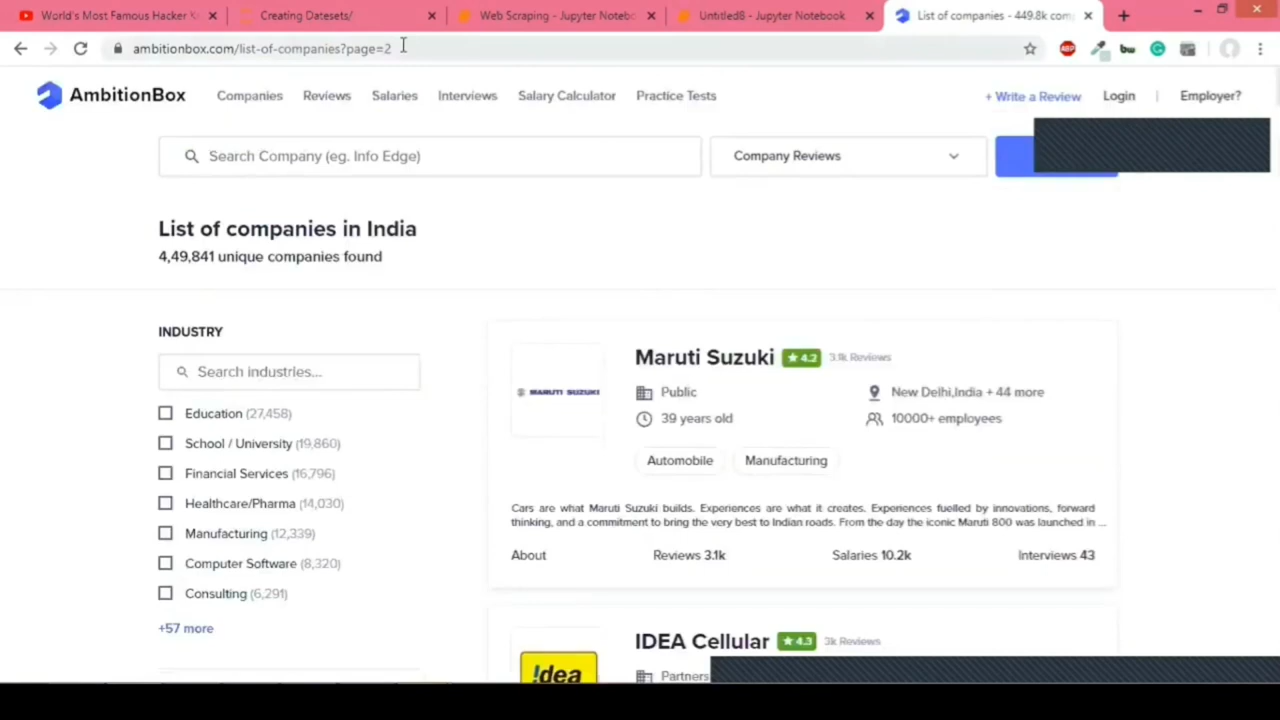 World's Most Famous Hacker K
Creating Datesets/
Web Scraping - Jupyter Notebo
Untitled8 - Jupyter Notebook
List of companies - 449.8k com
ambitionbox.com/list-of-companies?page=2
ABP
AmbitionBox
Companies
Reviews
Salaries
Interviews
Salary Calculator
Practice Tests
+ Write a Review
Login
Employer?
Search Company (eg. Info Edge)
Company Reviews
List of companies in India
4,49,841 unique companies found
INDUSTRY
Search industries...
Education (27,458)
School / University (19,860)
Financial Services (16,796)
Healthcare/Pharma (14,030)
Manufacturing (12,339)
Computer Software (8,320)
Consulting (6,291)
+57 more
MARUTI SUZUKI
Maruti Suzuki ★ 4.2 3.1k Reviews
Public
New Delhi,India + 44 more
39 years old
10000+ employees
Automobile
Manufacturing
Cars are what Maruti Suzuki builds. Experiences are what it creates. Experiences fuelled by innovations, forward
thinking, and a commitment to bring the very best to Indian roads. From the day the iconic Maruti 800 was launched in ...
About
Reviews 3.1k
Salaries 10.2k
Interviews 43
!dea
IDEA Cellular ★ 4.3 3k Reviews
Partners